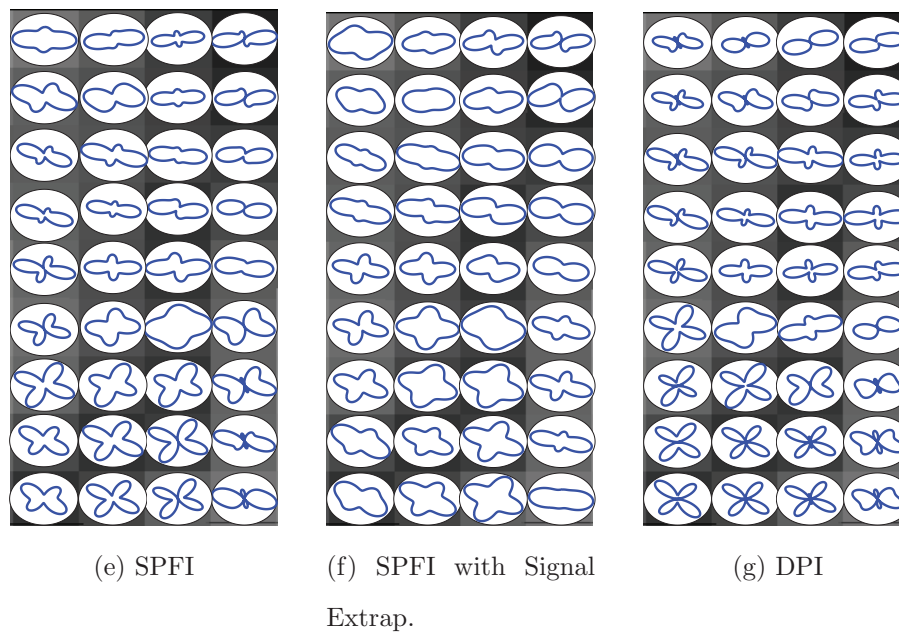 (e) SPFI
(f) SPFI with Signal
Extrap.
(g) DPI